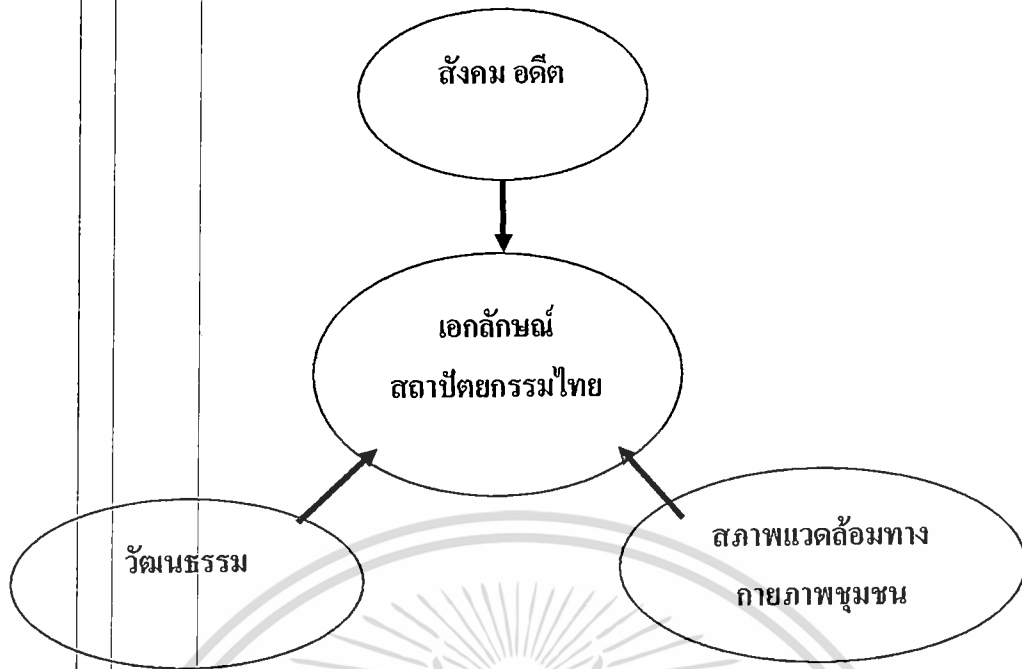 สังคม อดีต
เอกลักษณ์
สถาปัตยกรรมไทย
วัฒนธรรม
สภาพแวดล้อมทาง
กายภาพชุมชน